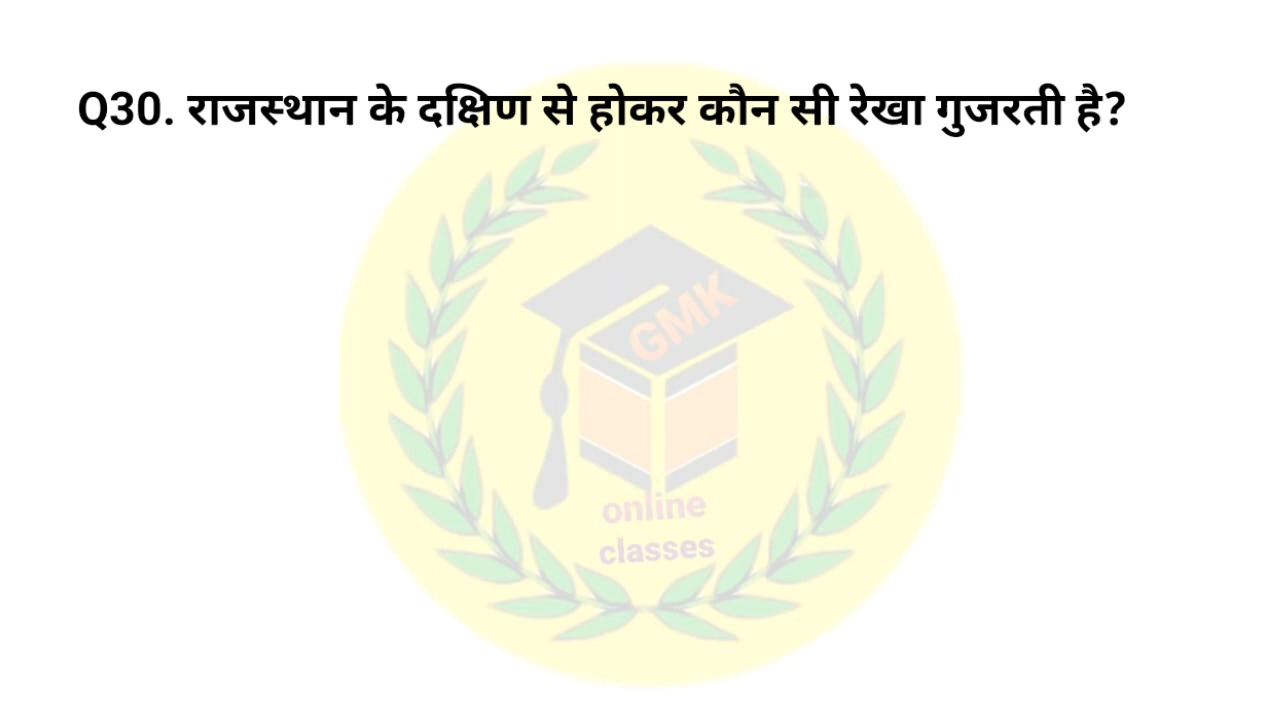 Q30. राजस्थान के दक्षिण से होकर कौन सी रेखा गुजरती है?
GMK
online
classes